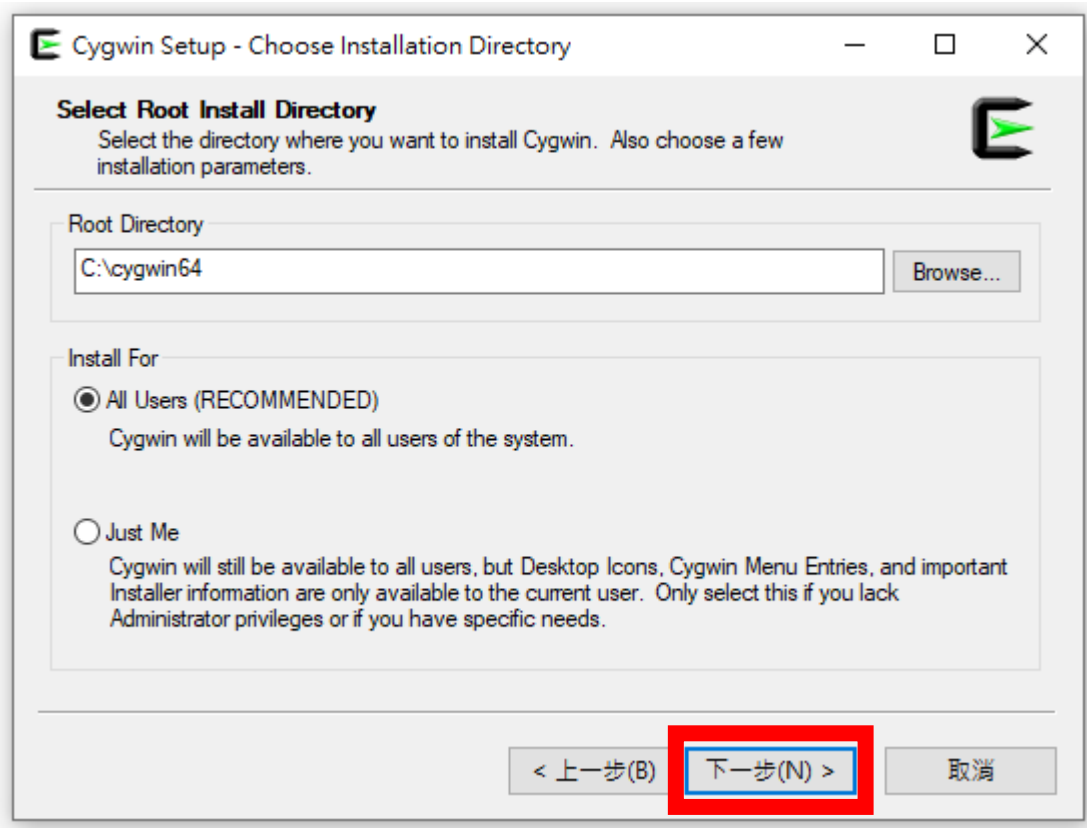 Cygwin Setup - Choose Installation Directory
Select Root Install Directory
Select the directory where you want to install Cygwin. Also choose a few
installation parameters.
Root Directory
C:\cygwin64
Browse...
Install For
All Users (RECOMMENDED)
Cygwin will be available to all users of the system.
Just Me
Cygwin will still be available to all users, but Desktop Icons, Cygwin Menu Entries, and important
Installer information are only available to the current user. Only select this if you lack
Administrator privileges or if you have specific needs.
< 上一步(B)
下一步(N) >
取消